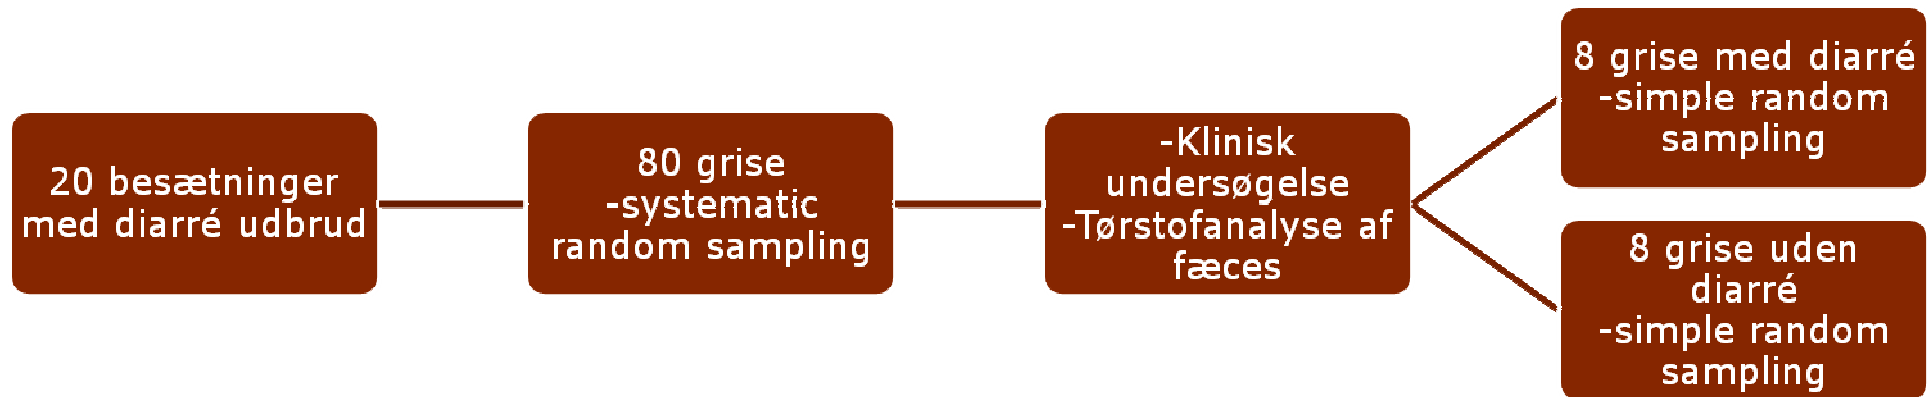 20 besætninger
med diarré udbrud
80 grise
-systematic
random sampling
-Klinisk
undersøgelse
-Tørstofanalyse af
fæces
8 grise med diarré
-simple random
sampling
8 grise uden
diarré
-simple random
sampling